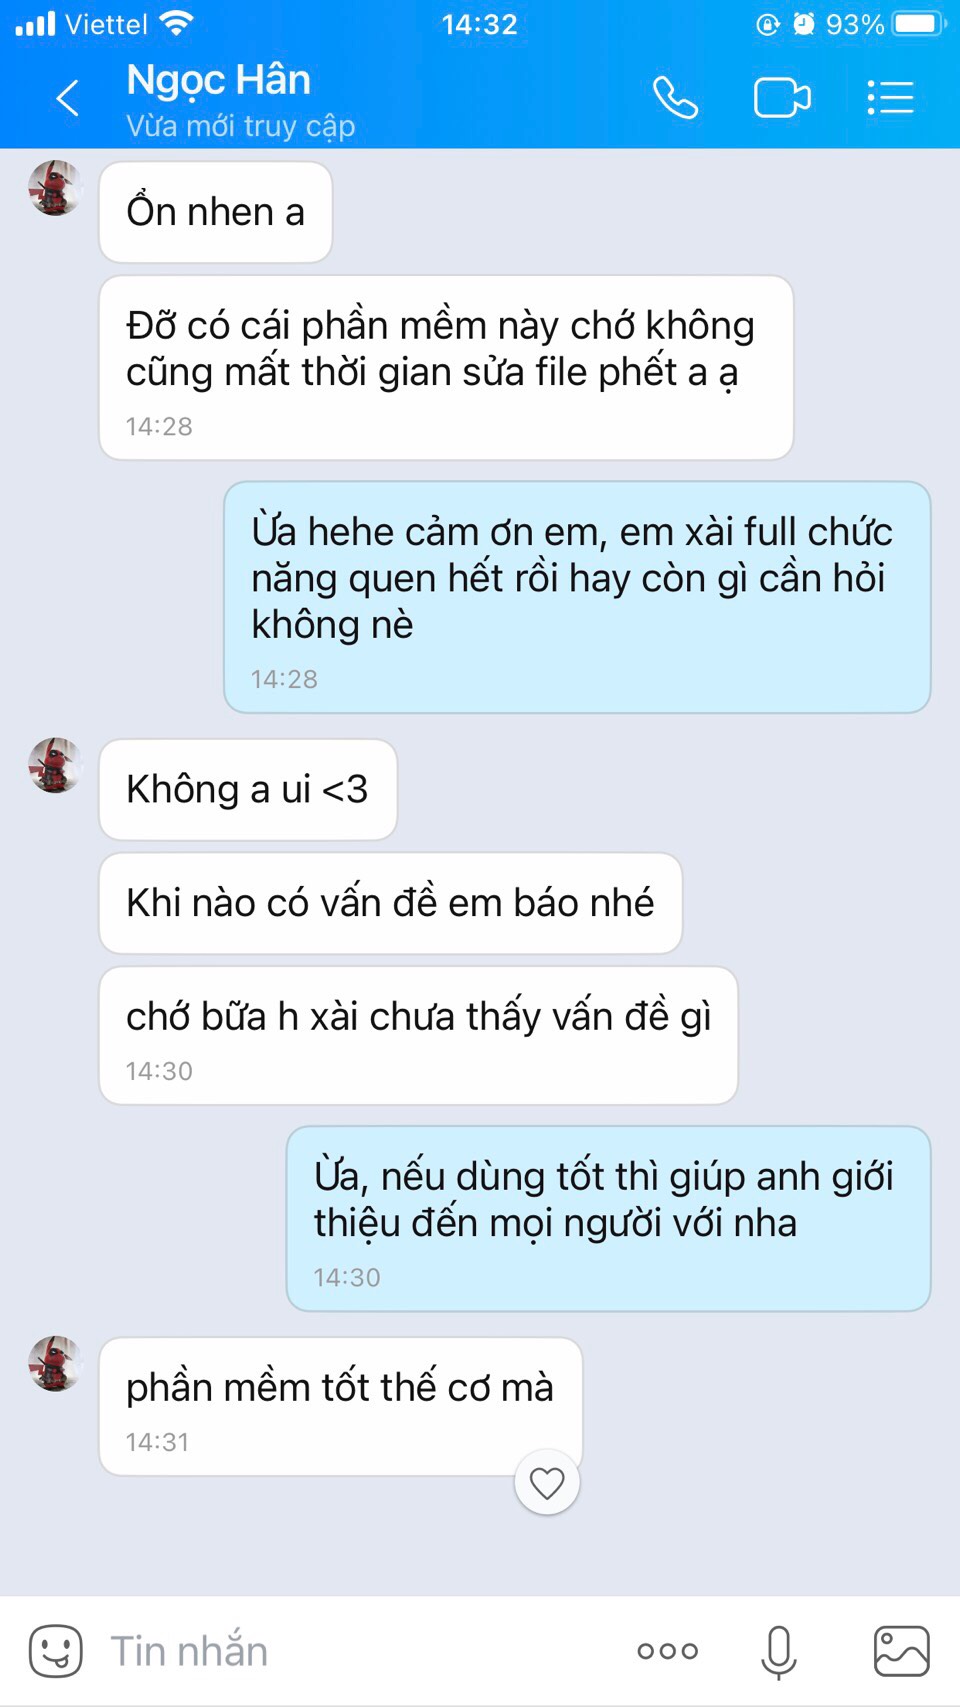 Viettel 14:32 93%
Ngọc Hân
Vừa mới truy cập
Ổn nhen a
Đỡ có cái phần mềm này chớ không
cũng mất thời gian sửa file phết a ạ
14:28
Ừa hehe cảm ơn em, em xài full chức
năng quen hết rồi hay còn gì cần hỏi
không nè
14:28
Không a ui <3
Khi nào có vấn đề em báo nhé
chớ bữa h xài chưa thấy vấn đề gì
14:30
Ừa, nếu dùng tốt thì giúp anh giới
thiệu đến mọi người với nha
14:30
phần mềm tốt thế cơ mà
14:31
Tin nhắn